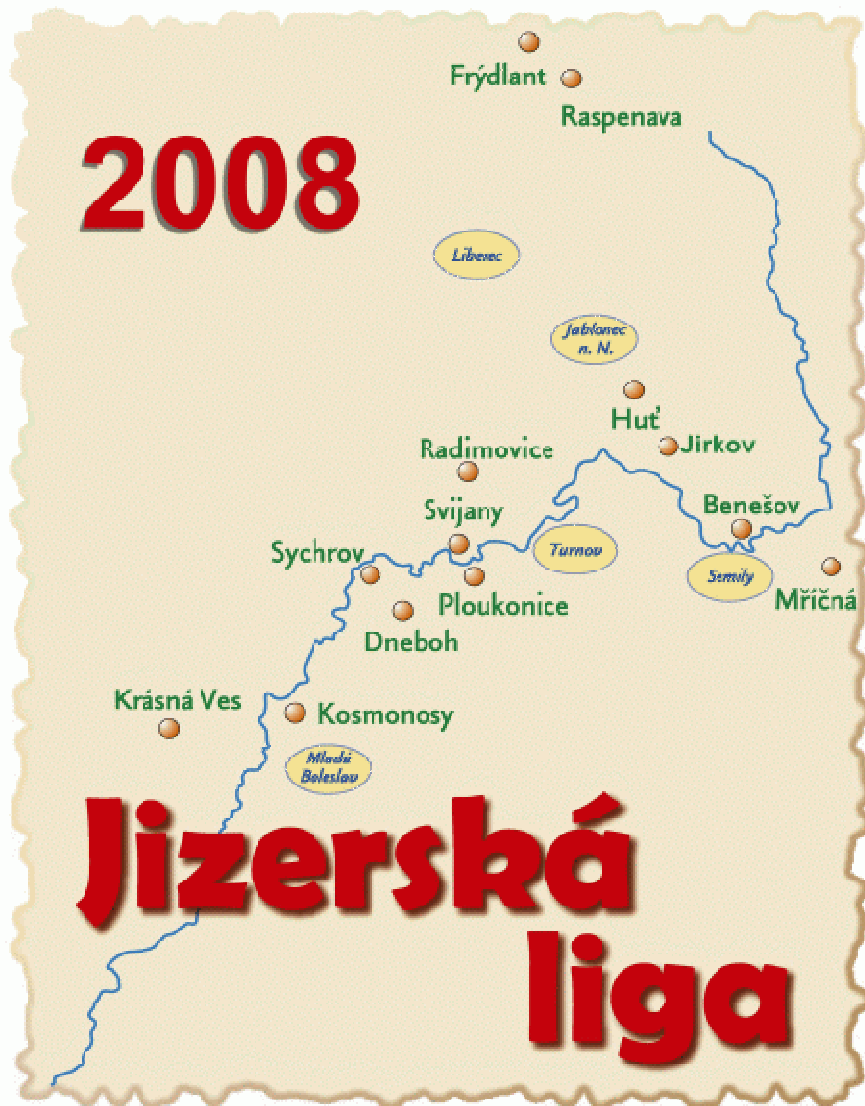 Frýdlant
Raspenava
2008
Liberec
Jablonec
n. N.
Huť
Jirkov
Radimovice
Benešov
Svijany
Turnov
Sychrov
Semily
Mříčná
Ploukonice
Dneboh
Krásná Ves
Kosmonosy
Mladá
Boleslav
Jizerská
liga